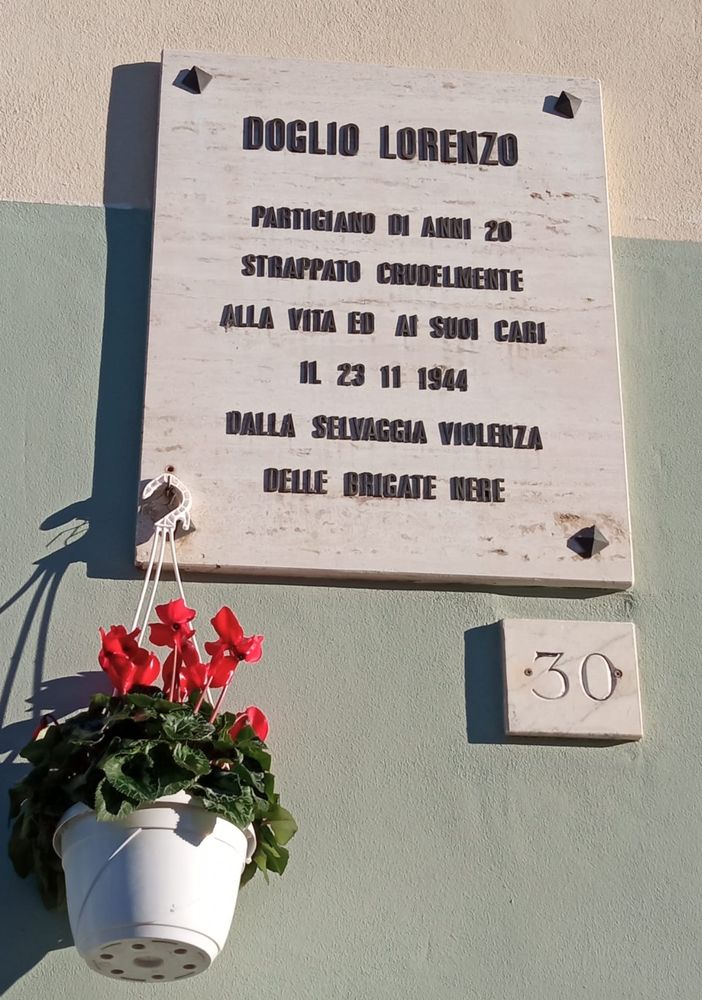 DOGLIO LORENZO
PARTIGIANO DI ANNI 20
STRAPPATO CRUDELMENTE
ALLA VITA ED AI SUOI CARI
IL 23 11 1944
DALLA SELVAGGIA VIOLENZA
DELLE BRIGATE NERE
30